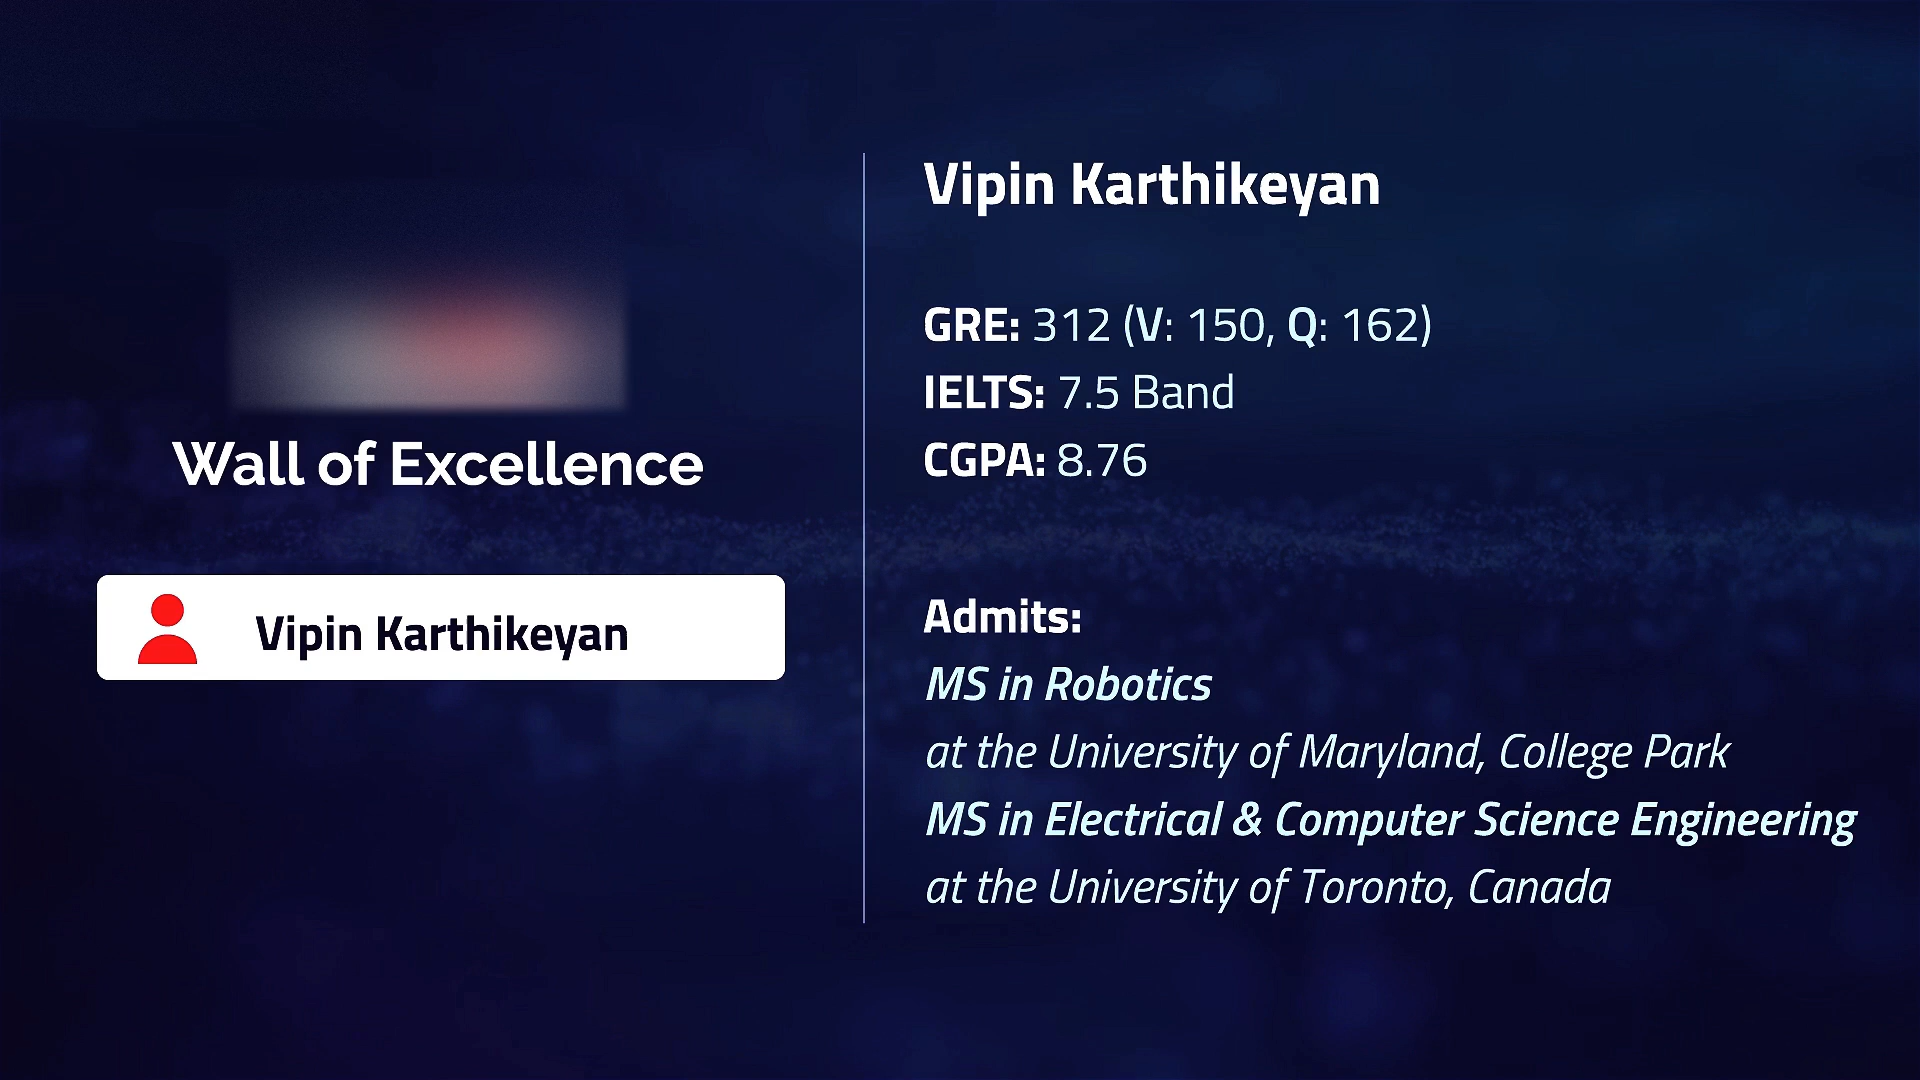 Wall of Excellence
Vipin Karthikeyan
Vipin Karthikeyan
GRE: 312 (V: 150, Q: 162)
IELTS: 7.5 Band
CGPA: 8.76
Admits:
MS in Robotics
at the University of Maryland, College Park
MS in Electrical & Computer Science Engineering
at the University of Toronto, Canada